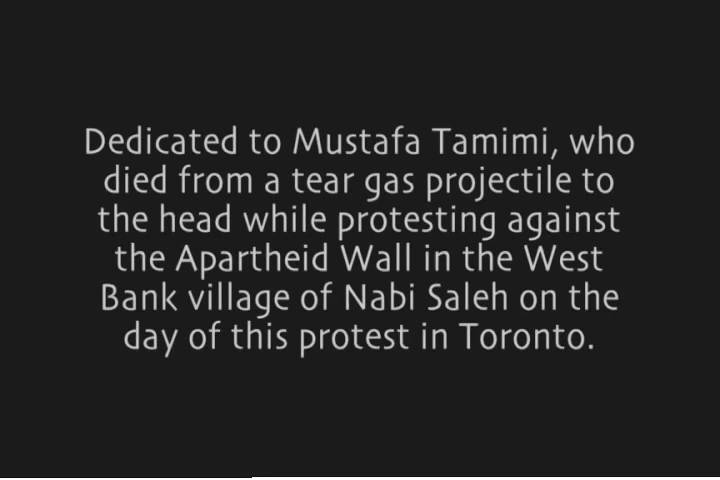 Dedicated to Mustafa Tamimi, who
died from a tear gas projectile to
the head while protesting against
the Apartheid Wall in the West
Bank village of Nabi Saleh on the
day of this protest in Toronto.